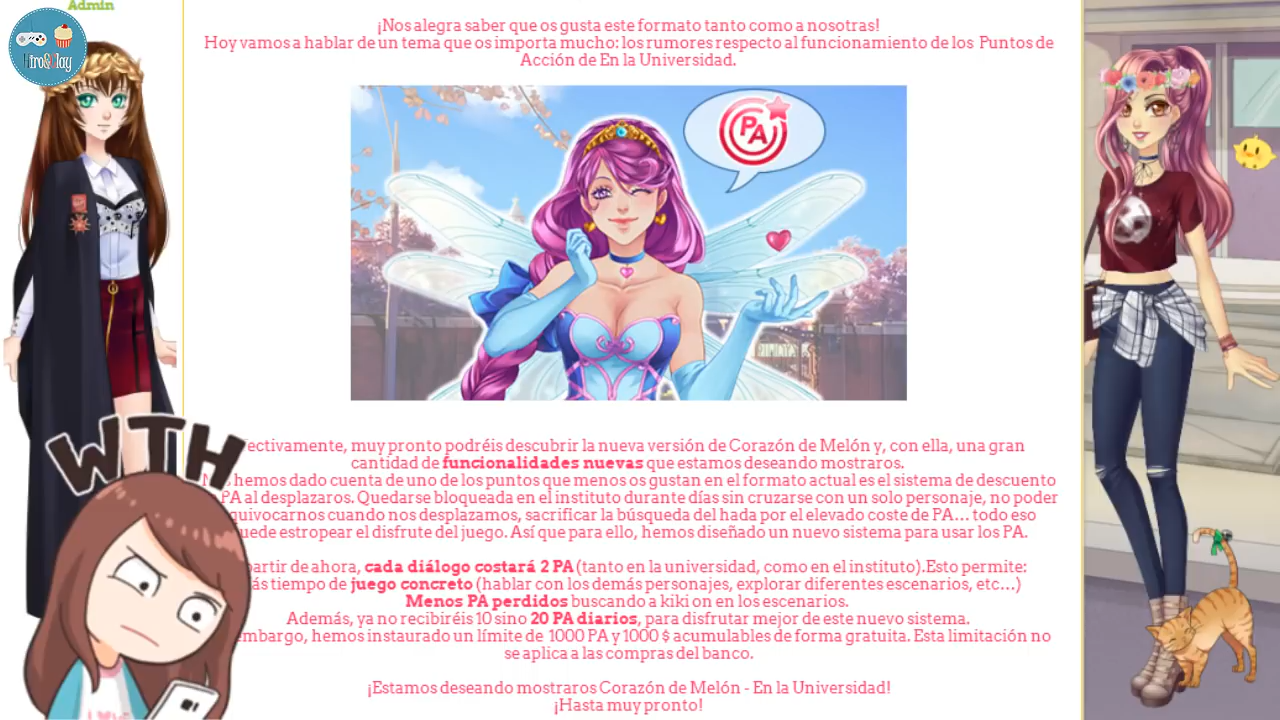 Admin
Hiro&Play
¡Nos alegra saber que os gusta este formato tanto como a nosotras!
Hoy vamos a hablar de un tema que os importa mucho: los rumores respecto al funcionamiento de los Puntos de
Acción de En la Universidad.
PA
WTH
fectivamente, muy pronto podréis descubrir la nueva versión de Corazón de Melón y, con ella, una gran
cantidad de funcionalidades nuevas que estamos deseando mostraros.
hemos dado cuenta de uno de los puntos que menos os gustan en el formato actual es el sistema de descuento
PA al desplazaros. Quedarse bloqueada en el instituto durante días sin cruzarse con un solo personaje, no poder
quivocarnos cuando nos desplazamos, sacrificar la búsqueda del hada por el elevado coste de PA... todo eso
uede estropear el disfrute del juego. Así que para ello, hemos diseñado un nuevo sistema para usar los PA.
partir de ahora, cada diálogo costará 2 PA (tanto en la universidad, como en el instituto).Esto permite:
ás tiempo de juego concreto (hablar con los demás personajes, explorar diferentes escenarios, etc...)
Menos PA perdidos buscando a kiki on en los escenarios.
Además, ya no recibiréis 10 sino 20 PA diarios, para disfrutar mejor de este nuevo sistema.
embargo, hemos instaurado un límite de 1000 PA y 1000 $ acumulables de forma gratuita. Esta limitación no
se aplica a las compras del banco.
¡Estamos deseando mostraros Corazón de Melón - En la Universidad!
¡Hasta muy pronto!